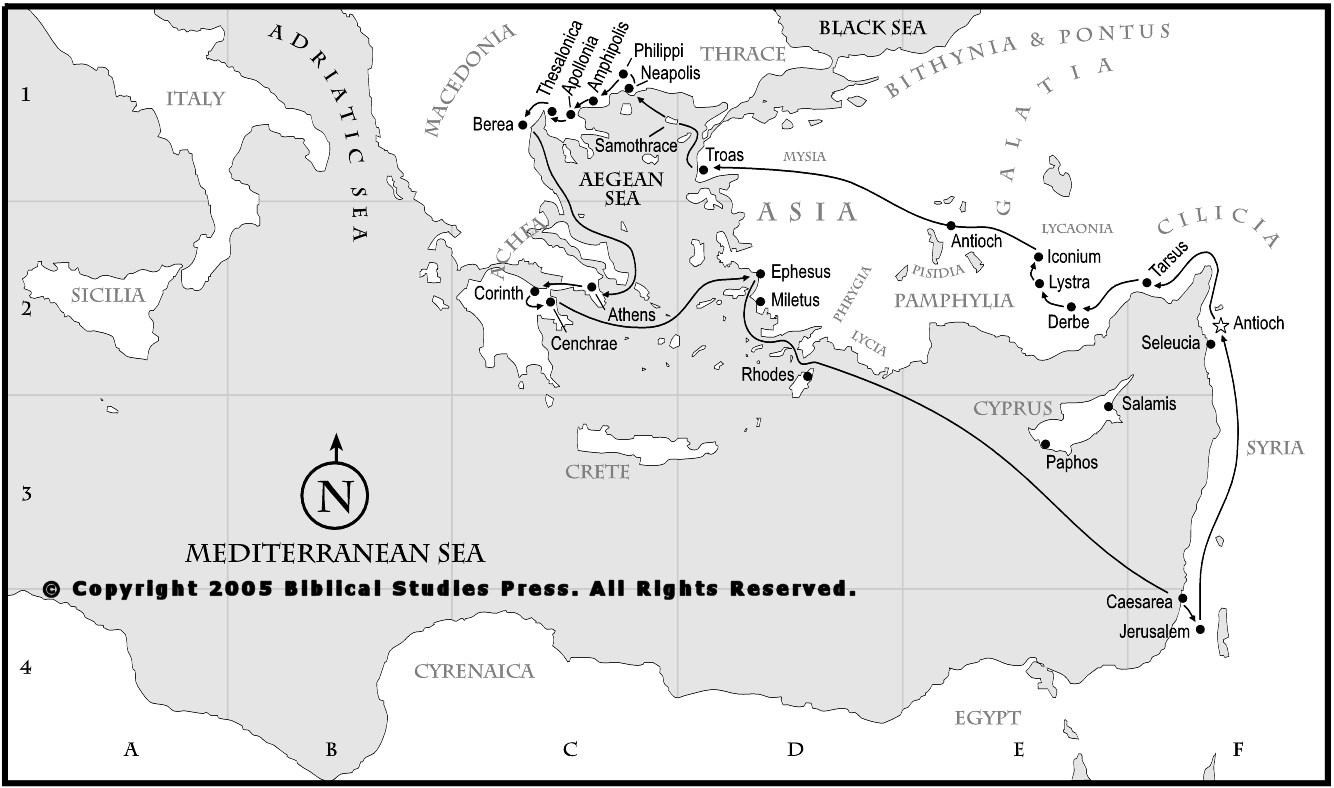 BLACK SEA
ADRIATIC SEA
MACEDONIA
Thesalonica
Apollonia
Amphipolis
Philippi
Neapolis
THRACE
BITHYNIA & PONTUS
GALATIA
1
ITALY
Berea
Samothrace
Troas
MYSIA
AEGEAN
SEA
ASIA
ACHEA
Antioch
LYCAONIA
CILICIA
Iconium
Tarsus
PISIDIA
Lystra
Ephesus
PHRYGIA
PAMPHYLIA
SICILIA
Corinth
Miletus
2
Athens
Derbe
Antioch
Cenchrae
LYCIA
Seleucia
Rhodes
CYPRUS
Salamis
SYRIA
Paphos
CRETE
3
N
MEDITERRANEAN SEA
© Copyright 2005 Biblical Studies Press. All Rights Reserved.
Caesarea
Jerusalem
4
CYRENAICA
EGYPT
A B C D E F